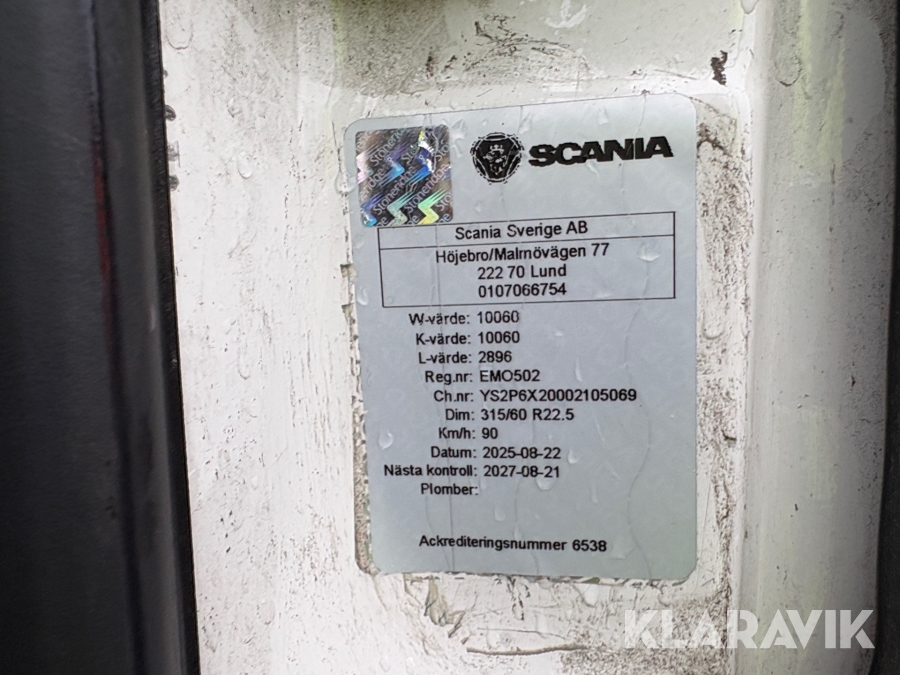 Stoneridge
SCANIA
Scania Sverige AB
Höjebro/Malmövägen 77
222 70 Lund
0107066754
W-värde: 10060
K-värde: 10060
L-värde: 2896
Reg.nr: EMO502
Ch.nr: YS2P6X20002105069
Dim: 315/60 R22.5
Km/h: 90
Datum: 2025-08-22
Nästa kontroll: 2027-08-21
Plomber:
Ackrediteringsnummer 6538
KLARAVIK